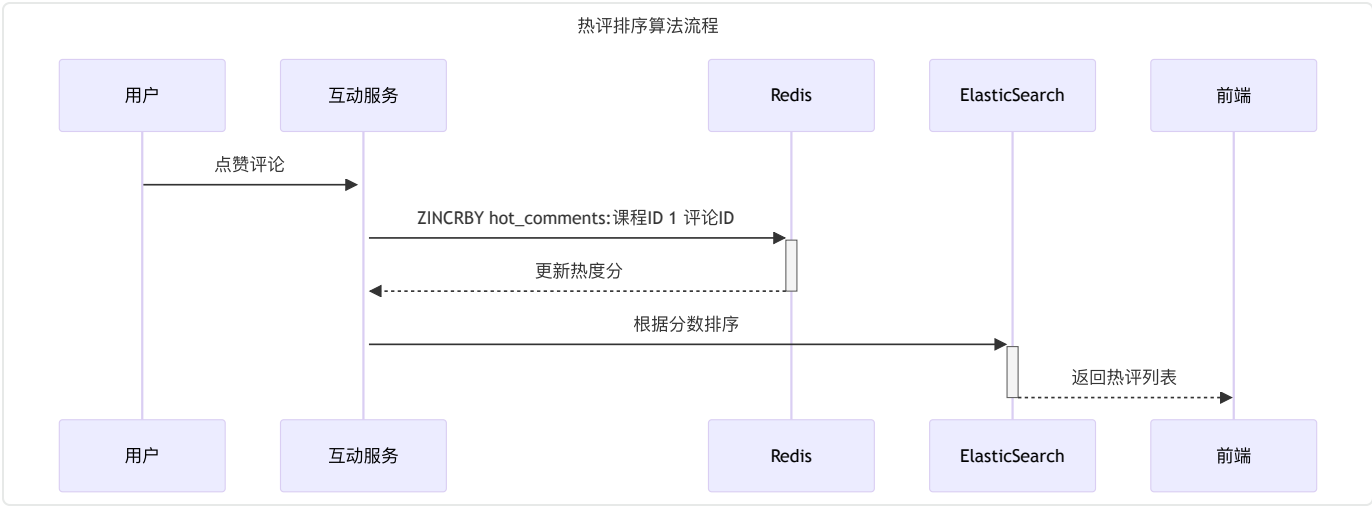 热评排序算法流程
用户 互动服务 Redis ElasticSearch 前端
点赞评论
ZINCRBY hot_comments:课程ID 1 评论ID
更新热度分
根据分数排序
返回热评列表
用户 互动服务 Redis ElasticSearch 前端